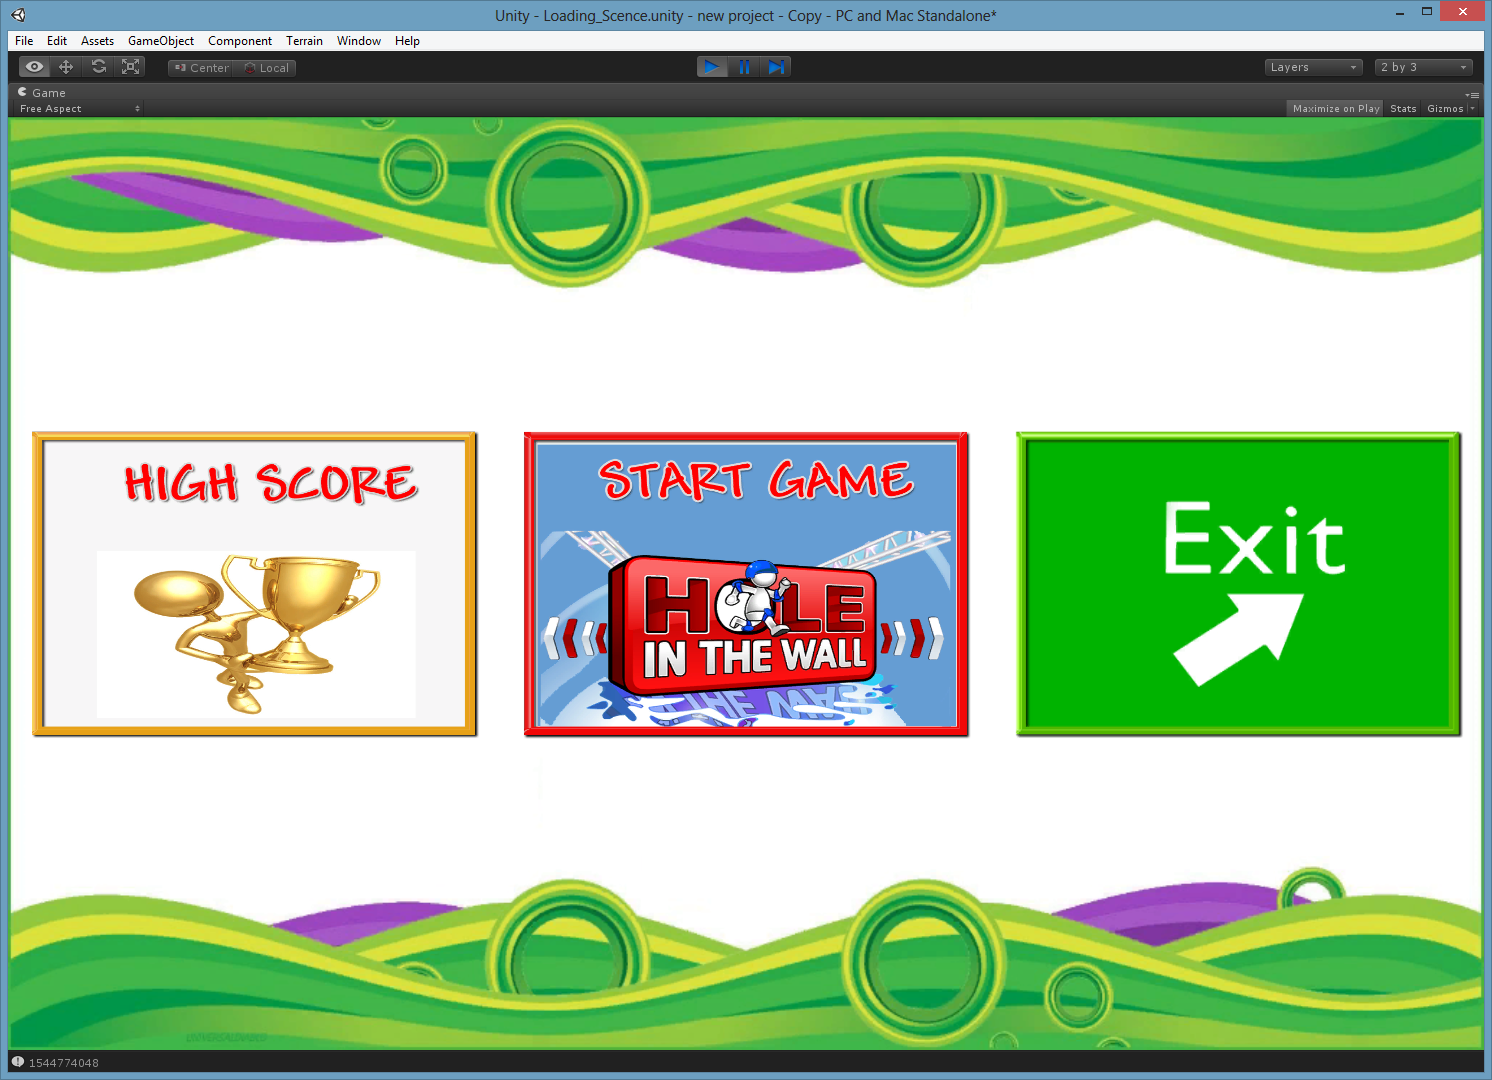 Unity - Loading_Scence.unity - new project - Copy - PC and Mac Standalone*
File Edit Assets GameObject Component Terrain Window Help
Center Local Layers 2 by 3
Game
Free Aspect Maximize on Play Stats Gizmos
HIGH SCORE
START GAME
HOLE
IN THE WALL
THE WA
Exit
1544774048